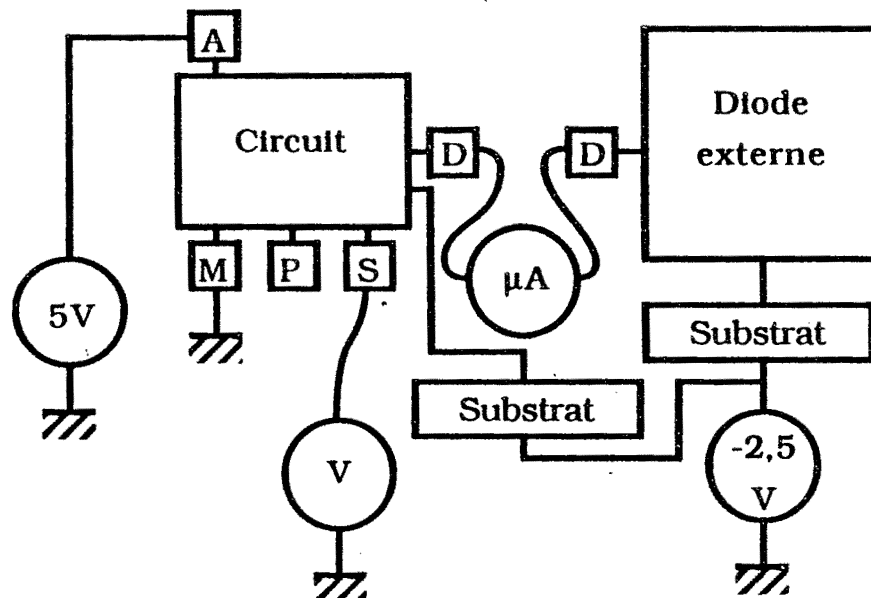 A
Circuit
D
D
Diode
externe
M
P
S
µA
5V
Substrat
Substrat
V
-2,5
V